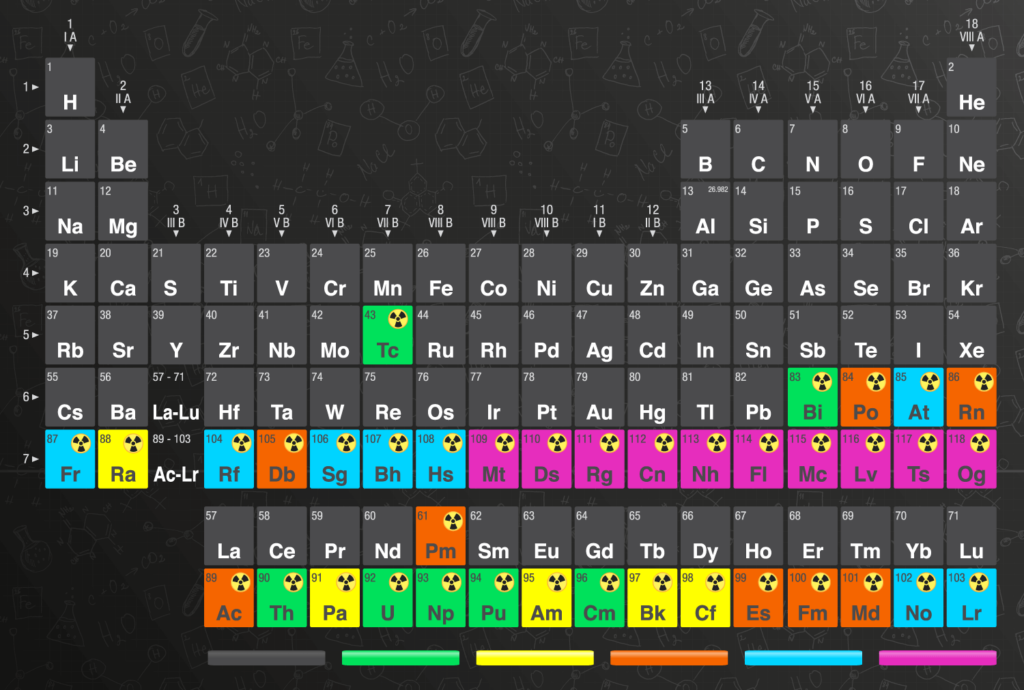 1 18
I A VIII A
1 2
1
H He
2 13 14 15 16 17
II A III A IV A V A VI A VII A
3 4 5 6 7 8 9 10
2
Li Be B C N O F Ne
11 12 13 26.982 14 15 16 17 18
3
Na Mg Al Si P S Cl Ar
3 4 5 6 7 8 9 10 11 12
III B IV B V B VI B VII B VIII B VIII B VIII B I B II B
19 20 21 22 23 24 25 26 27 28 29 30 31 32 33 34 35 36
4
K Ca S Ti V Cr Mn Fe Co Ni Cu Zn Ga Ge As Se Br Kr
37 38 39 40 41 42 43 44 45 46 47 48 49 50 51 52 53 54
5
Rb Sr Y Zr Nb Mo Tc Ru Rh Pd Ag Cd In Sn Sb Te I Xe
55 56 57 - 71 72 73 74 75 76 77 78 79 80 81 82 83 84 85 86
6
Cs Ba La-Lu Hf Ta W Re Os Ir Pt Au Hg Tl Pb Bi Po At Rn
87 88 89 - 103 104 105 106 107 108 109 110 111 112 113 114 115 116 117 118
7
Fr Ra Ac-Lr Rf Db Sg Bh Hs Mt Ds Rg Cn Nh Fl Mc Lv Ts Og
57 58 59 60 61 62 63 64 65 66 67 68 69 70 71
La Ce Pr Nd Pm Sm Eu Gd Tb Dy Ho Er Tm Yb Lu
89 90 91 92 93 94 95 96 97 98 99 100 101 102 103
Ac Th Pa U Np Pu Am Cm Bk Cf Es Fm Md No Lr